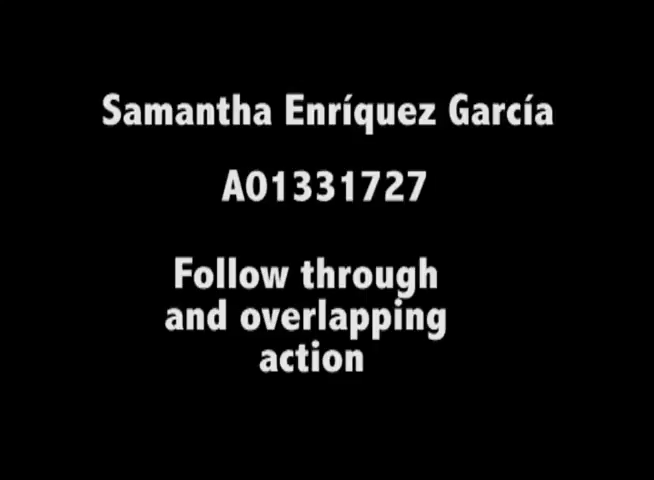 Samantha Enríquez García
A01331727
Follow through
and overlapping
action